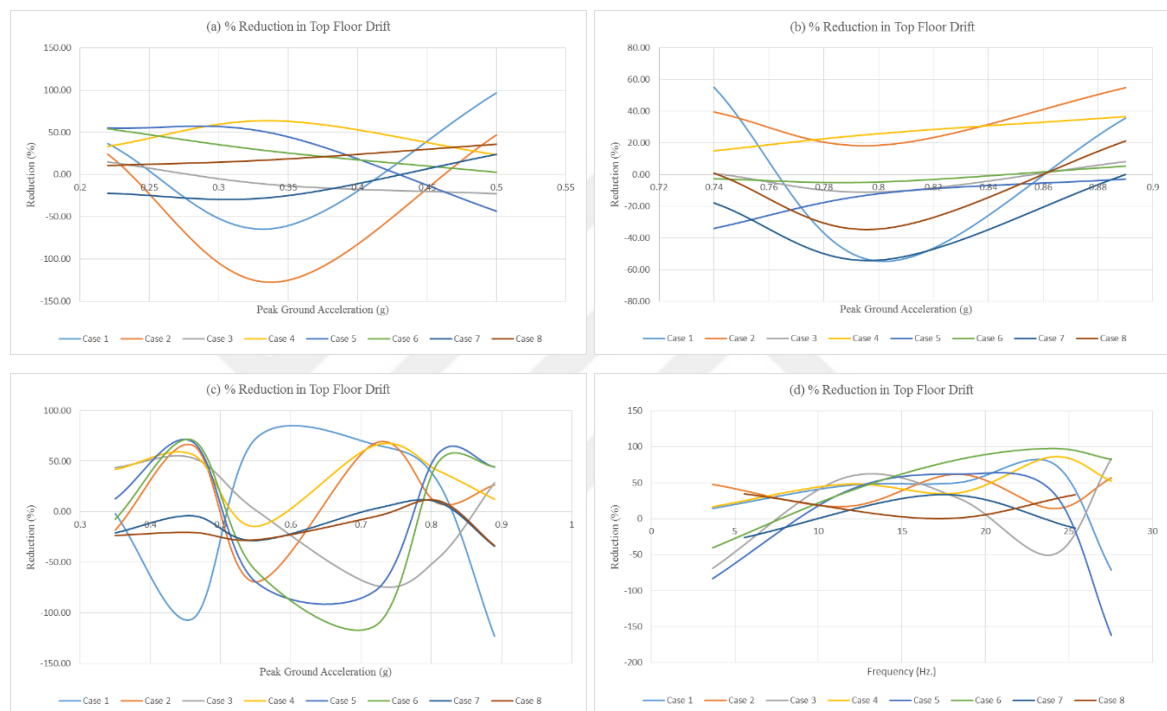 (a) % Reduction in Top Floor Drift
150.00
100.00
50.00
0.00
-50.00
-100.00
-150.00
0.2 0.25 0.3 0.35 0.4 0.45 0.5 0.55
Reduction (%)
Peak Ground Acceleration (g)
Case 1 Case 2 Case 3 Case 4 Case 5 Case 6 Case 7 Case 8
(b) % Reduction in Top Floor Drift
80.00
60.00
40.00
20.00
0.00
-20.00
-40.00
-60.00
-80.00
0.72 0.74 0.76 0.78 0.8 0.82 0.84 0.86 0.88 0.9
Reduction (%)
Peak Ground Acceleration (g)
Case 1 Case 2 Case 3 Case 4 Case 5 Case 6 Case 7 Case 8
(c) % Reduction in Top Floor Drift
100.00
50.00
0.00
-50.00
-100.00
-150.00
0.3 0.4 0.5 0.6 0.7 0.8 0.9 1
Reduction (%)
Peak Ground Acceleration (g)
Case 1 Case 2 Case 3 Case 4 Case 5 Case 6 Case 7 Case 8
(d) % Reduction in Top Floor Drift
150
100
50
0
-50
-100
-150
-200
0 5 10 15 20 25 30
Reduction (%)
Frequency (Hz.)
Case 1 Case 2 Case 3 Case 4 Case 5 Case 6 Case 7 Case 8